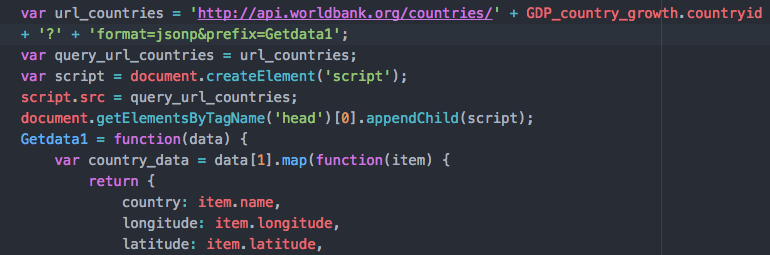 var url_countries = 'http://api.worldbank.org/countries/' + GDP_country_growth.countryid
+ '?' + 'format=jsonp&prefix=Getdata1';
var query_url_countries = url_countries;
var script = document.createElement('script');
script.src = query_url_countries;
document.getElementsByTagName('head')[0].appendChild(script);
Getdata1 = function(data) {
    var country_data = data[1].map(function(item) {
        return {
            country: item.name,
            longitude: item.longitude,
            latitude: item.latitude,